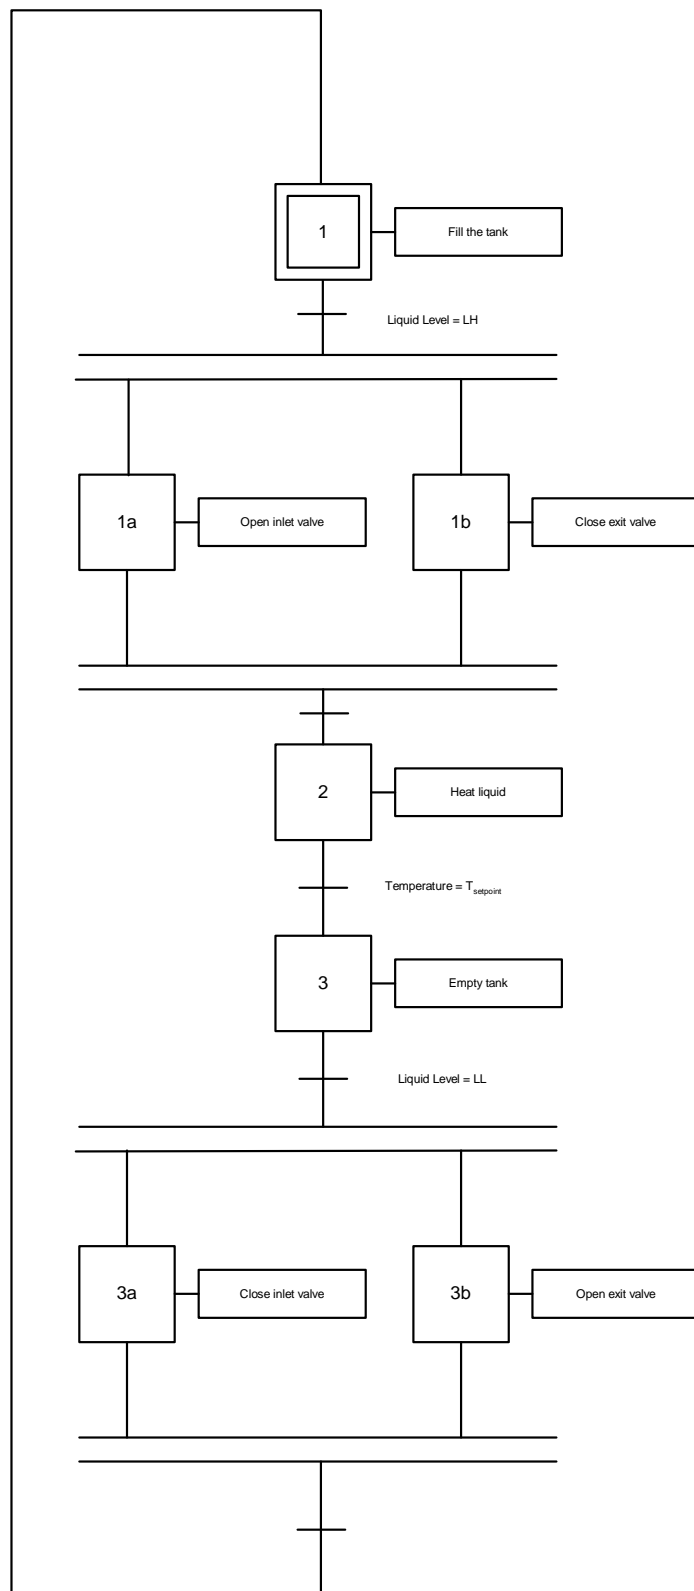 1
Fill the tank
Liquid Level = LH
1a
Open inlet valve
1b
Close exit valve
2
Heat liquid
Temperature = Tsetpoint
3
Empty tank
Liquid Level = LL
3a
Close inlet valve
3b
Open exit valve